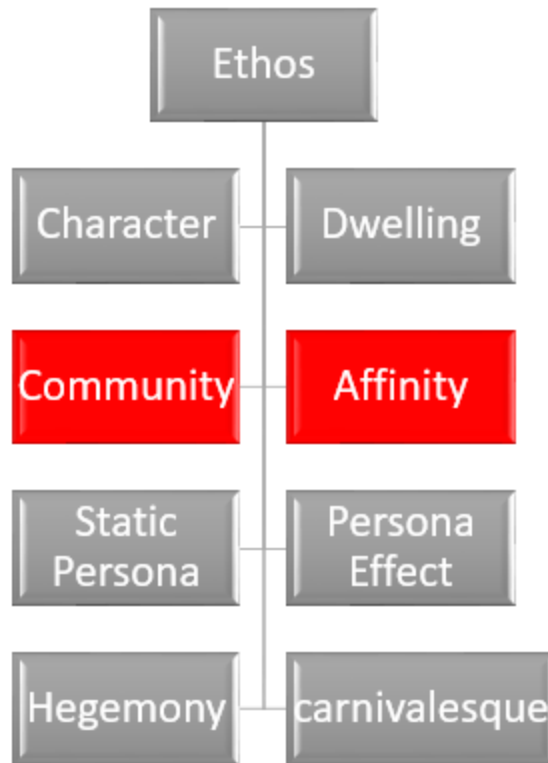 Ethos
Character
Dwelling
Community
Affinity
Static
Persona
Persona
Effect
Hegemony
carnivalesque